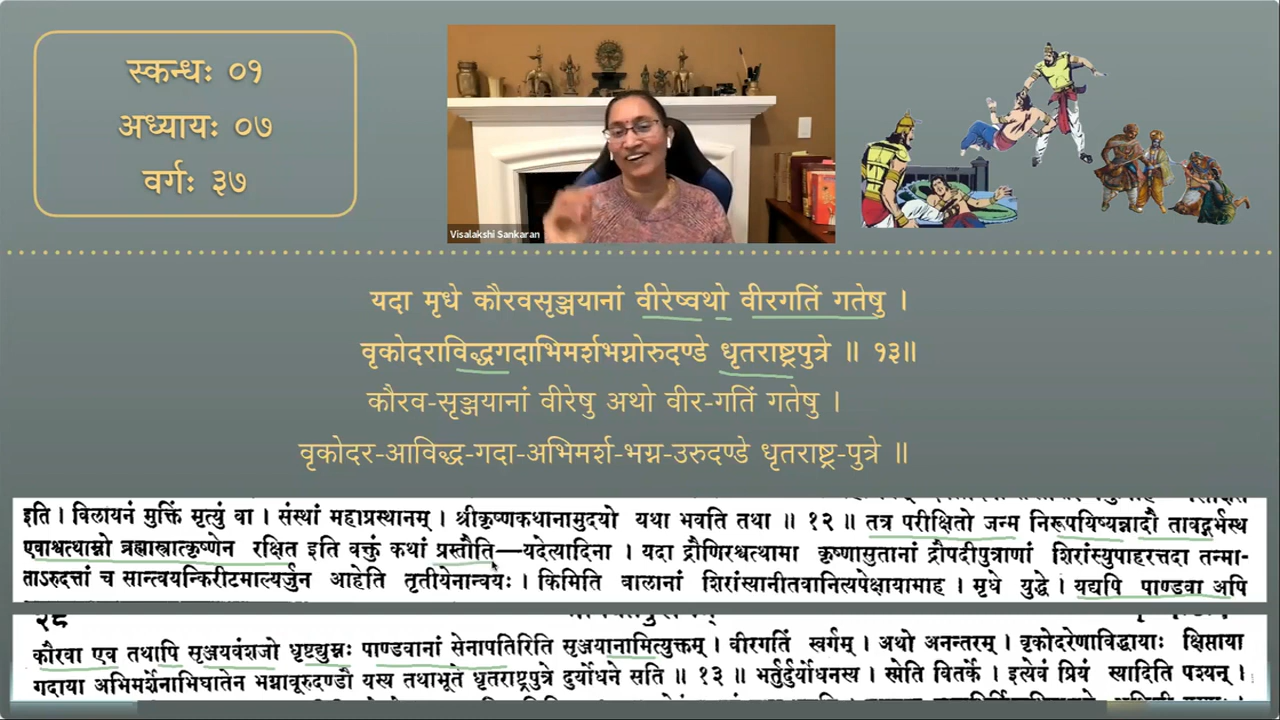 स्कन्धः ०१
अध्यायः ०७
वर्गः ३७
Visalakshi Sankaran
यदा मृधे कौरवसृञ्जयानां वीरेष्वथो वीरगतिं गतेषु ।
वृकोदराविद्धगदाभिमर्शभग्नोरुदण्डे धृतराष्ट्रपुत्रे ॥ १३॥
कौरव-सृञ्जयानां वीरेषु अथो वीर-गतिं गतेषु ।
वृकोदर-आविद्ध-गदा-अभिमर्श-भग्न-उरुदण्डे धृतराष्ट्र-पुत्रे ॥
इति । विलायनं मुक्तिं मृत्युं वा । संस्थां महाप्रस्थानम् । श्रीकृष्णकथानामुदयो यथा भवति तथा ॥ १२ ॥ तत्र परीक्षितो जन्म निरूपयिष्यन्नादौ तावद्गर्भस्थ
एवाश्वत्थाम्नो ब्रह्मास्त्रात्कृष्णेन रक्षित इति वक्तुं कथां प्रस्तौति—यदेत्यादिना । यदा द्रौणिरश्वत्थामा कृष्णासुतानां द्रौपदीपुत्राणां शिरांस्युपाहरत्तदा तन्मा-
ताऽरुदत्तां च सान्त्वयन्किरीटमाल्यर्जुन आहेति तृतीयेनान्वयः । किमिति बालानां शिरांस्यानीतवानित्यपेक्षायामाह । मृधे युद्धे । यद्यपि पाण्डवा अपि
२८
कौरवा एव तथापि सृञ्जयवंशजो धृष्टद्युम्नः पाण्डवानां सेनापतिरिति सृञ्जयानामित्युक्तम् । वीरगतिं स्वर्गम् । अथो अनन्तरम् । वृकोदरेणाविद्धायाः क्षिप्ताया
गदाया अभिमर्शेनाभिघातेन भग्नावूरुदण्डौ यस्य तथाभूते धृतराष्ट्रपुत्रे दुर्योधने सति ॥ १३ ॥ भर्तुर्दुर्योधनस्य । स्मेति वितर्के । इत्येवं प्रियं स्यादिति पश्यन् ।